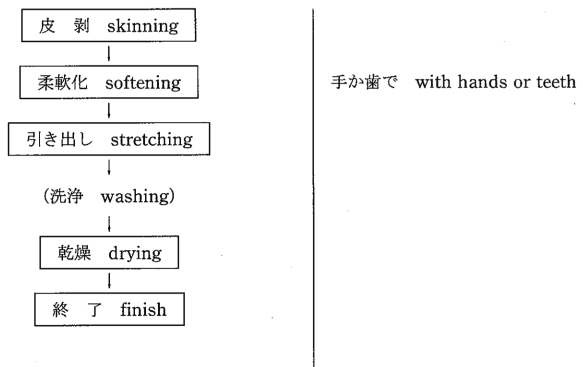 皮 剥 skinning
柔軟化 softening
手か歯で with hands or teeth
引き出し stretching
(洗浄 washing)
乾燥 drying
終 了 finish